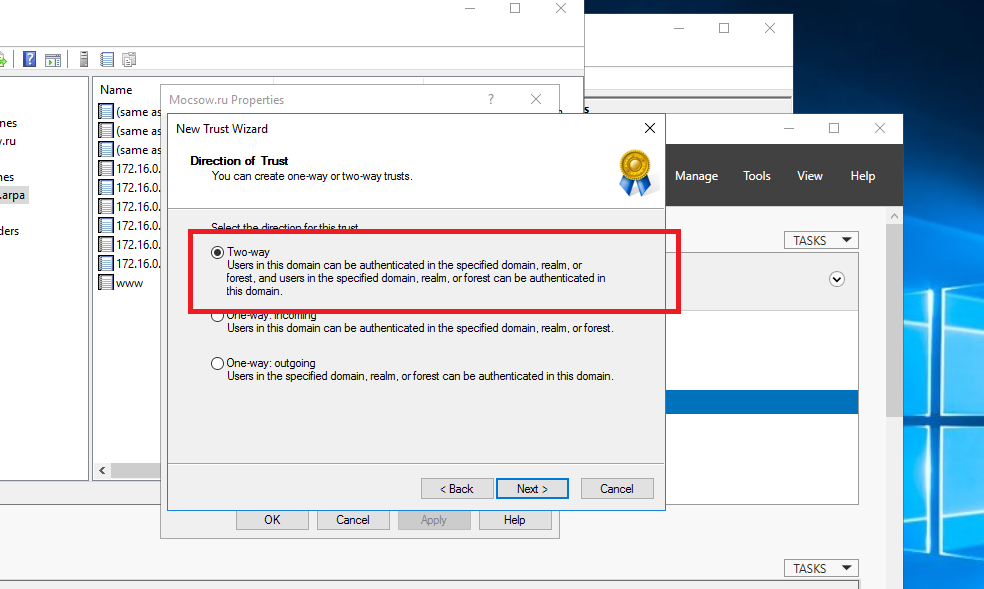 Name
nes
.ru
nes
.arpa
ders
(same as
(same as
(same as
172.16.0.
172.16.0.
172.16.0.
172.16.0.
172.16.0.
172.16.0.
www
Mocsow.ru Properties
?
New Trust Wizard
Direction of Trust
You can create one-way or two-way trusts.
Select the direction for this trust.
Two-way
Users in this domain can be authenticated in the specified domain, realm, or
forest, and users in the specified domain, realm, or forest can be authenticated in
this domain.
One-way: incoming
Users in this domain can be authenticated in the specified domain, realm, or forest.
One-way: outgoing
Users in the specified domain, realm, or forest can be authenticated in this domain.
< Back
Next >
Cancel
OK
Cancel
Apply
Help
Manage
Tools
View
Help
TASKS
TASKS